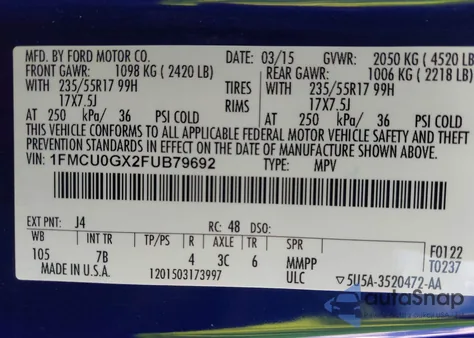 MFD. BY FORD MOTOR CO.
DATE: 03/15 GVWR: 2050 KG ( 4520 LB)
FRONT GAWR: 1098 KG ( 2420 LB) REAR GAWR: 1006 KG ( 2218 LB)
WITH 235/55R17 99H TIRES WITH 235/55R17 99H
17X7.5J RIMS 17X7.5J
AT 250 kPa/ 36 PSI COLD AT 250 kPa/ 36 PSI COLD
THIS VEHICLE CONFORMS TO ALL APPLICABLE FEDERAL MOTOR VEHICLE SAFETY AND THEFT
PREVENTION STANDARDS IN EFFECT ON THE DATE OF MANUFACTURE SHOWN ABOVE.
VIN: 1FMCU0GX2FUB79692 TYPE: MPV
EXT PNT: J4 RC: 48 DSO:
WB INT TR TP/PS R AXLE TR SPR
105 7B 4 3C 6 MMPP
MADE IN U.S.A. 1201503173997 ULC
F0122
T0237
▽5U5A-3520472-AA
autoSnap